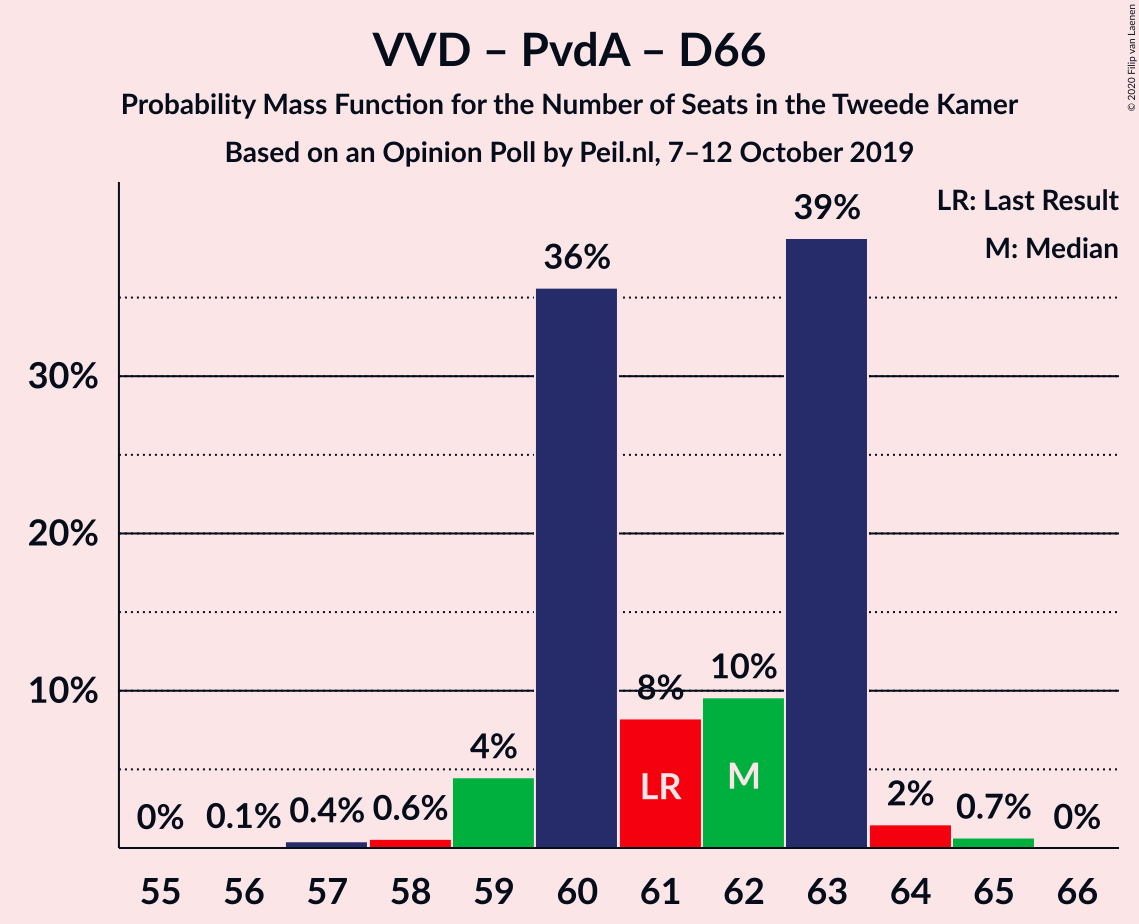 VVD – PvdA – D66
Probability Mass Function for the Number of Seats in the Tweede Kamer
Based on an Opinion Poll by Peil.nl, 7–12 October 2019
© 2020 Filip van Laenen
LR: Last Result
M: Median
30%
20%
10%
0%
0.1%
0.4%
0.6%
4%
36%
8%
10%
39%
2%
0.7%
0%
LR
M
55 56 57 58 59 60 61 62 63 64 65 66